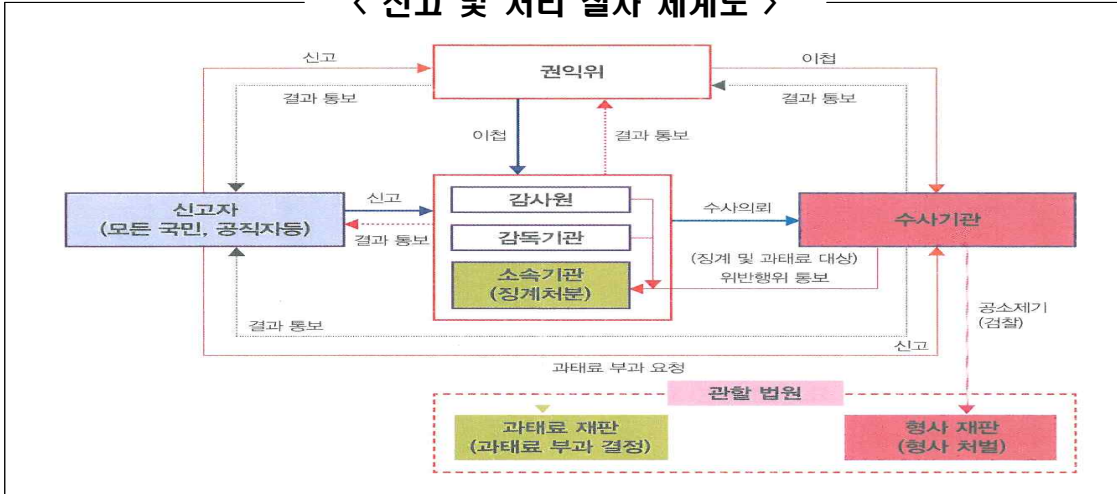 < 신고 및 처리 절차 체계도 >
신고
권익위
이첩
결과 통보
결과 통보
이첩
결과 통보
신고자
(모든 국민, 공직자등)
신고
결과 통보
감사원
감독기관
소속기관
(징계처분)
수사의뢰
수사기관
(징계 및 과태료 대상)
위반행위 통보
결과 통보
공소제기
(검찰)
신고
과태료 부과 요청
관할 법원
과태료 재판
(과태료 부과 결정)
형사 재판
(형사 처벌)